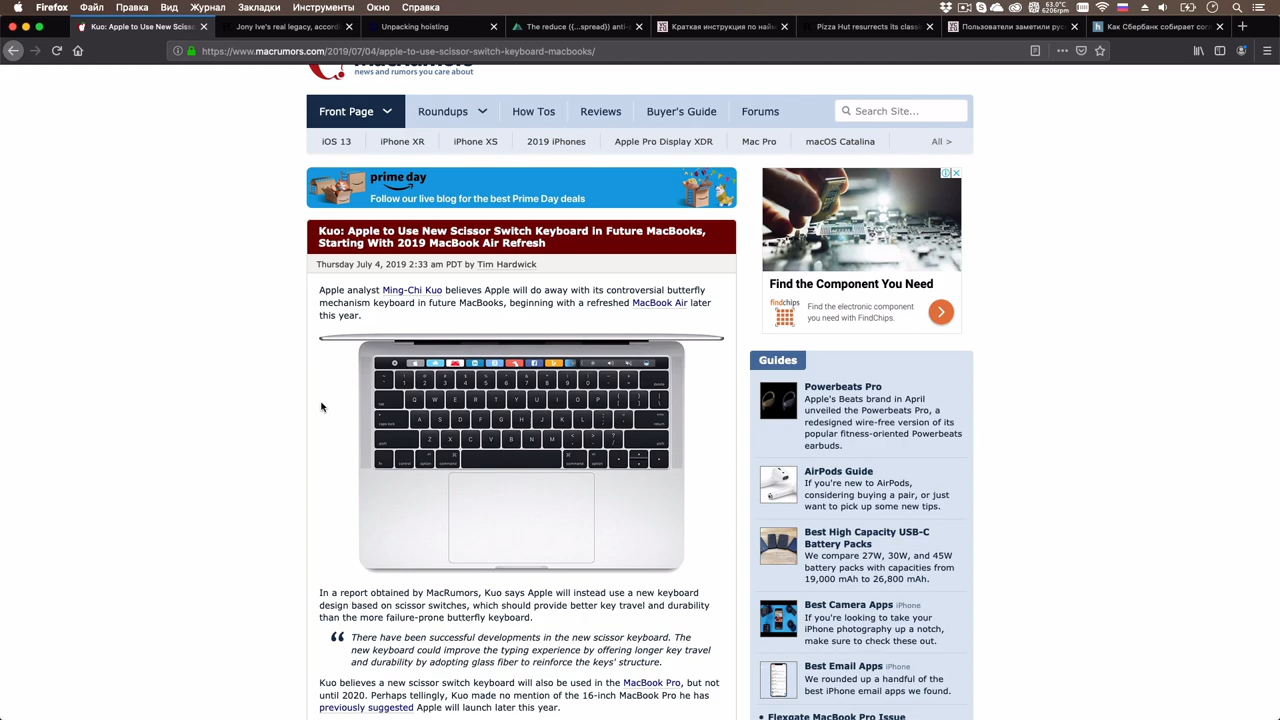 Firefox Файл Правка Вид Журнал Закладки Инструменты Окно Справка
63.0°C
6260rpm
Kuo: Apple to Use New Scisso
Jony Ive's real legacy, accordi
Unpacking hoisting
The reduce ({...spread}) anti-
Краткая инструкция по найм
Pizza Hut resurrects its classi
Пользователи заметили рус
Как Сбербанк собирает согл
https://www.macrumors.com/2019/07/04/apple-to-use-scissor-switch-keyboard-macbooks/
news and rumors you care about
Front Page Roundups How Tos Reviews Buyer's Guide Forums Search Site...
iOS 13 iPhone XR iPhone XS 2019 iPhones Apple Pro Display XDR Mac Pro macOS Catalina All >
prime day
Follow our live blog for the best Prime Day deals
Kuo: Apple to Use New Scissor Switch Keyboard in Future MacBooks,
Starting With 2019 MacBook Air Refresh
Thursday July 4, 2019 2:33 am PDT by Tim Hardwick
Apple analyst Ming-Chi Kuo believes Apple will do away with its controversial butterfly
mechanism keyboard in future MacBooks, beginning with a refreshed MacBook Air later
this year.
In a report obtained by MacRumors, Kuo says Apple will instead use a new keyboard
design based on scissor switches, which should provide better key travel and durability
than the more failure-prone butterfly keyboard.
There have been successful developments in the new scissor keyboard. The
new keyboard could improve the typing experience by offering longer key travel
and durability by adopting glass fiber to reinforce the keys' structure.
Kuo believes a new scissor switch keyboard will also be used in the MacBook Pro, but not
until 2020. Perhaps tellingly, Kuo made no mention of the 16-inch MacBook Pro he has
previously suggested Apple will launch later this year.
Find the Component You Need
findchips
Find the electronic component
you need with FindChips.
Guides
Powerbeats Pro
Apple's Beats brand in April
unveiled the Powerbeats Pro, a
redesigned wire-free version of its
popular fitness-oriented Powerbeats
earbuds.
AirPods Guide
If you're new to AirPods,
considering buying a pair, or just
want to pick up some new tips.
Best High Capacity USB-C
Battery Packs
We compare 27W, 30W, and 45W
battery packs with capacities from
19,000 mAh to 26,800 mAh.
Best Camera Apps iPhone
If you're looking to take your
iPhone photography up a notch,
make sure to check these out.
Best Email Apps iPhone
We rounded up a handful of the
best iPhone email apps we found.
Flexgate MacBook Pro Issue